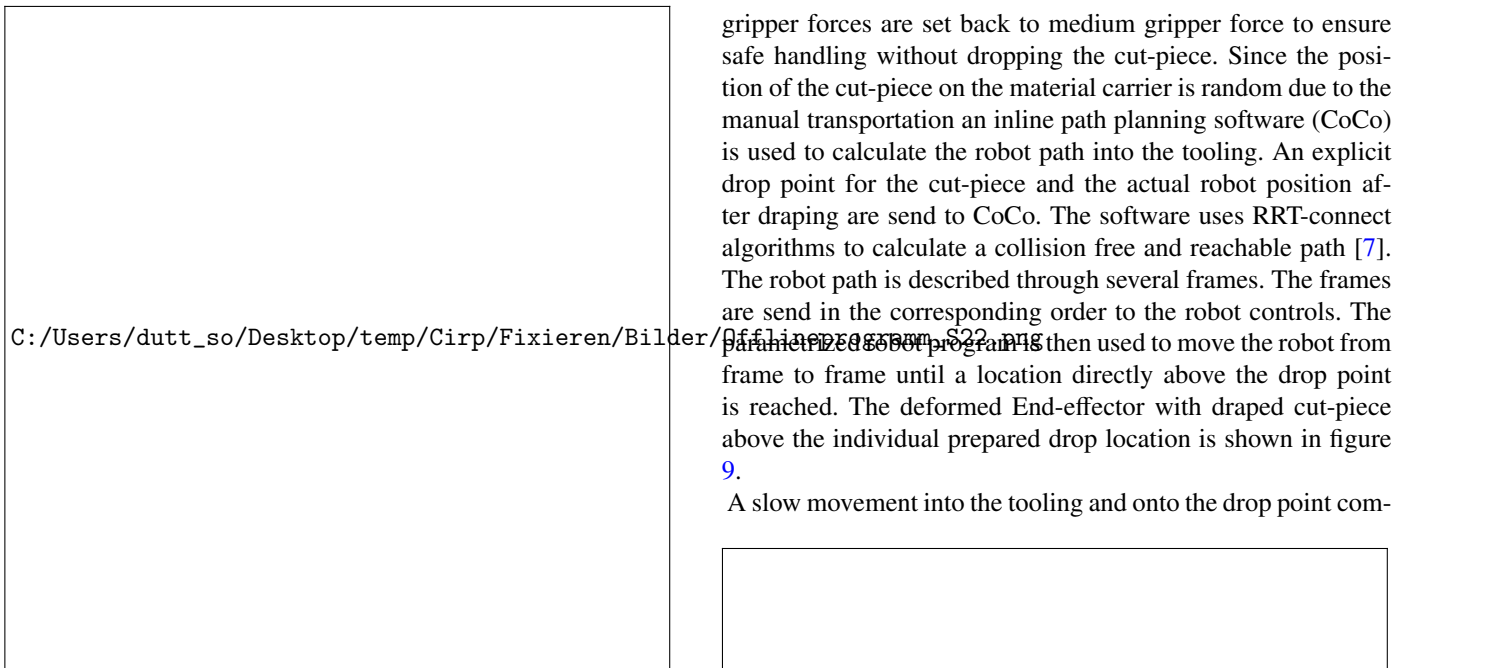 C:/Users/dutt_so/Desktop/temp/Cirp/Fixieren/Bilder/Offlineprogramm_S22.png
gripper forces are set back to medium gripper force to ensure
safe handling without dropping the cut-piece. Since the posi-
tion of the cut-piece on the material carrier is random due to the
manual transportation an inline path planning software (CoCo)
is used to calculate the robot path into the tooling. An explicit
drop point for the cut-piece and the actual robot position af-
ter draping are send to CoCo. The software uses RRT-connect
algorithms to calculate a collision free and reachable path [7].
The robot path is described through several frames. The frames
are send in the corresponding order to the robot controls. The
parametrized robot program is then used to move the robot from
frame to frame until a location directly above the drop point
is reached. The deformed End-effector with draped cut-piece
above the individual prepared drop location is shown in figure
9.
A slow movement into the tooling and onto the drop point com-